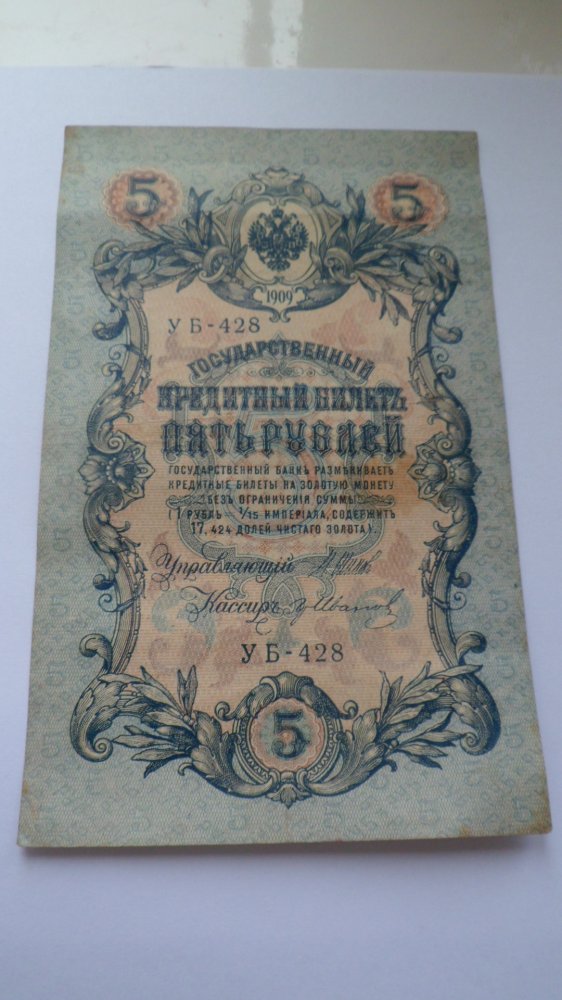 5 5
1909
УБ-428
ГОСУДАРСТВЕННЫЙ
КРЕДИТНЫЙ БИЛЕТЪ
ПЯТЬ РУБЛЕЙ
ГОСУДАРСТВЕННЫЙ БАНКЪ РАЗМѢНИВАЕТЪ
КРЕДИТНЫЕ БИЛЕТЫ НА ЗОЛОТУЮ МОНЕТУ
БЕЗЪ ОГРАНИЧЕНІЯ СУММЫ
(1 РУБЛЬ = 1/15 ИМПЕРІАЛА, СОДЕРЖИТЪ
17,424 ДОЛЕЙ ЧИСТАГО ЗОЛОТА).
Управляющій
Кассиръ Иванов
УБ-428
5